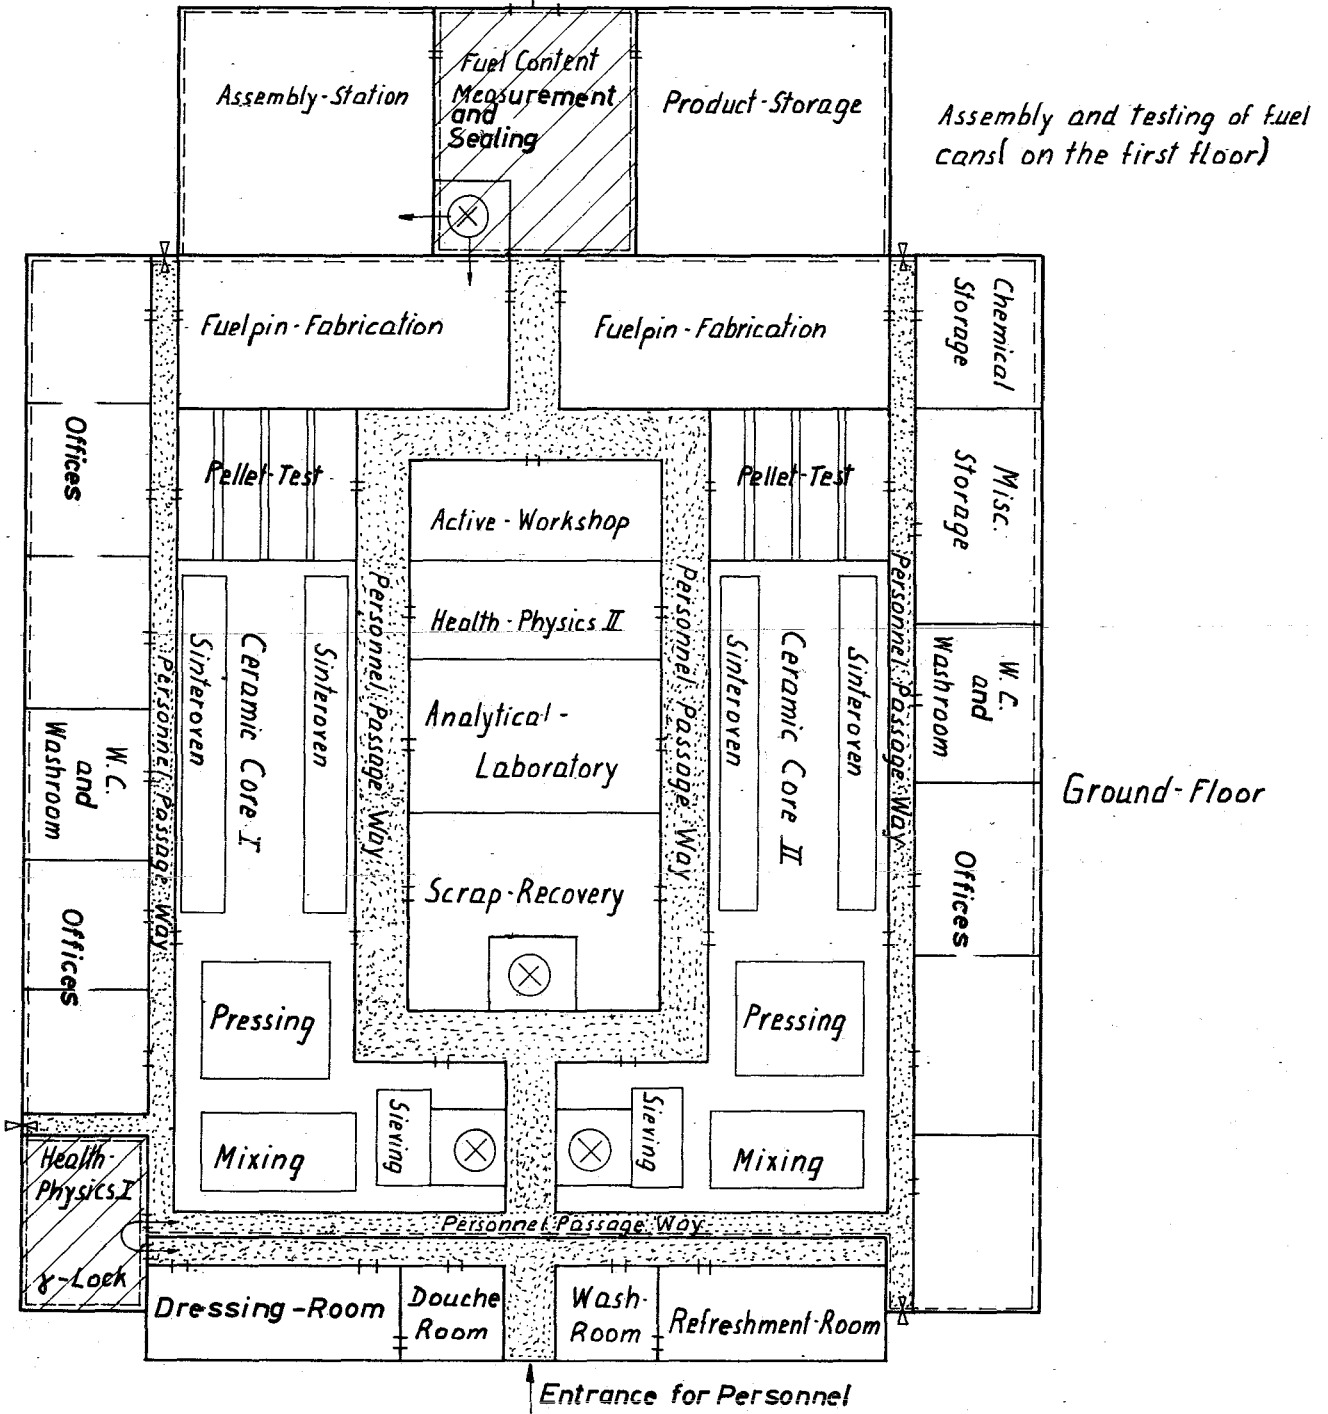 Fuel Content
Measurement
and
Sealing
Assembly-Station
Product-Storage
Assembly and Testing of Fuel
cans( on the first floor)
Fuelpin-Fabrication
Fuelpin-Fabrication
Chemical
Storage
Offices
Pellet-Test
Pellet-Test
Misc.
Storage
Active-Workshop
Health-Physics II
Analytical-
Laboratory
Scrap-Recovery
Personnel Passage Way
Personnel Passage Way
Personnel Passage Way
Personnel Passage Way
Sinteroven
Ceramic Core I
Sinteroven
Sinteroven
Ceramic Core II
Sinteroven
W.C.
and
Washroom
W.C.
and
Washroom
Ground-Floor
Offices
Offices
Pressing
Pressing
Sieving
Sieving
Mixing
Mixing
Health-
Physics I
γ-Lock
Personnel Passage Way
Dressing-Room
Douche
Room
Wash-
Room
Refreshment-Room
Entrance for Personnel